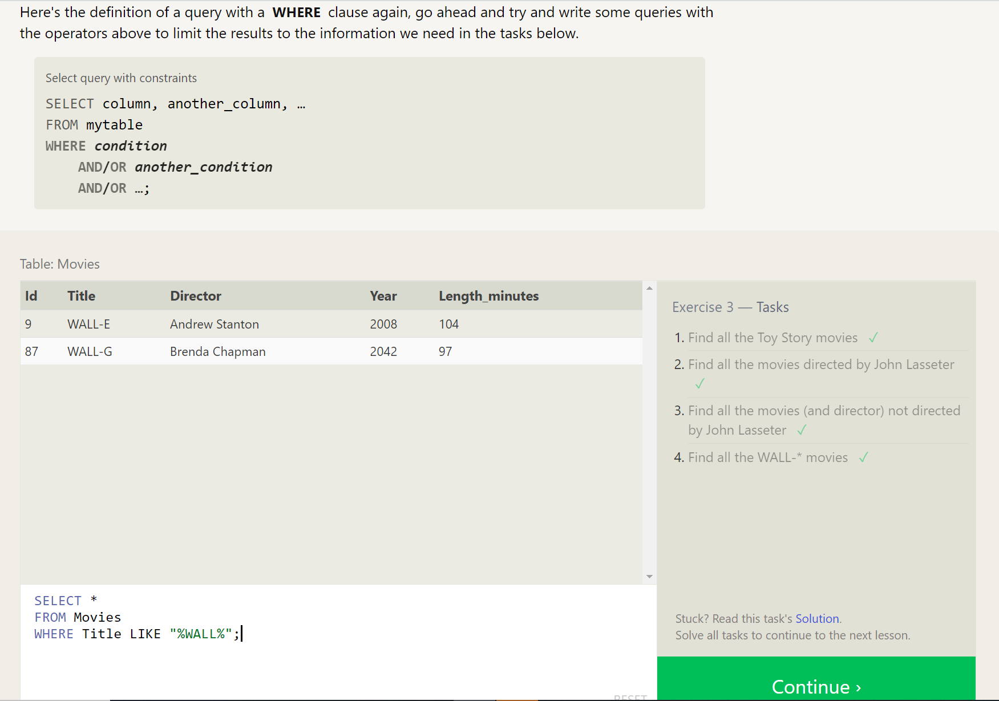 Here's the definition of a query with a WHERE clause again, go ahead and try and write some queries with
the operators above to limit the results to the information we need in the tasks below.
Select query with constraints
SELECT column, another_column, …
FROM mytable
WHERE condition
AND/OR another_condition
AND/OR …;
Table: Movies
Id Title Director Year Length_minutes
9 WALL-E Andrew Stanton 2008 104
87 WALL-G Brenda Chapman 2042 97
SELECT *
FROM Movies
WHERE Title LIKE "%WALL%";
RESET
Exercise 3 — Tasks
1. Find all the Toy Story movies ✓
2. Find all the movies directed by John Lasseter
✓
3. Find all the movies (and director) not directed
by John Lasseter ✓
4. Find all the WALL-* movies ✓
Stuck? Read this task's Solution.
Solve all tasks to continue to the next lesson.
Continue ›